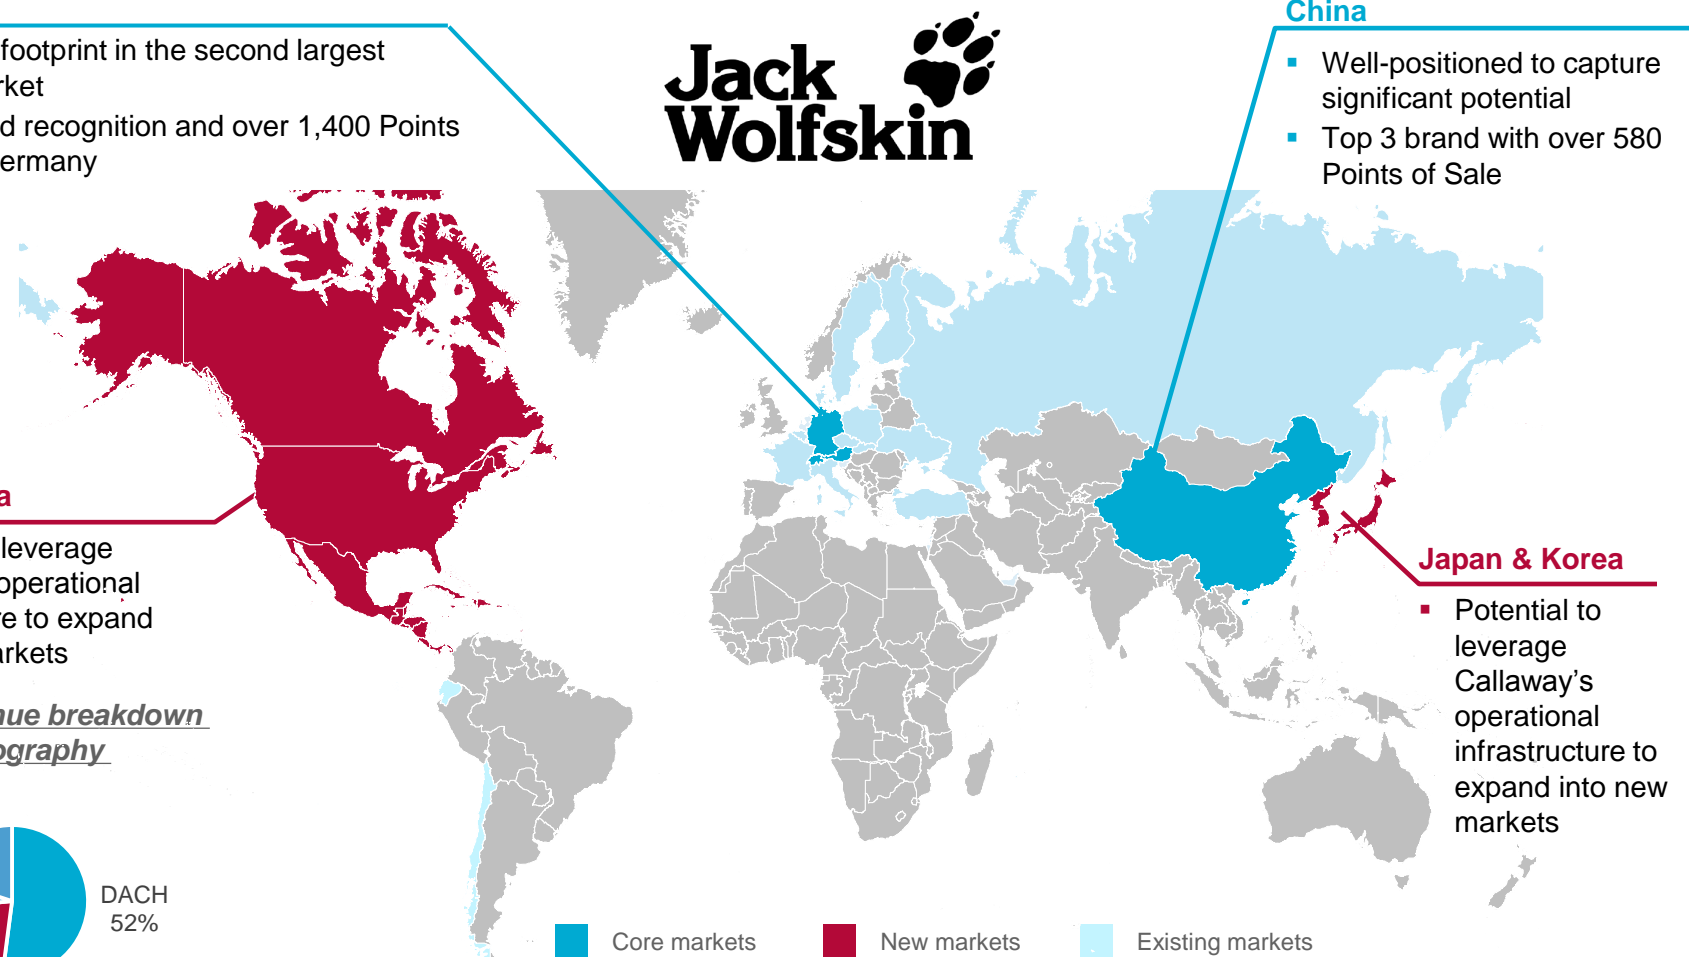 footprint in the second largest
rket
d recognition and over 1,400 Points
ermany
Jack
Wolfskin
China
▪ Well-positioned to capture
significant potential
▪ Top 3 brand with over 580
Points of Sale
a
leverage
operational
re to expand
arkets
Japan & Korea
▪ Potential to
leverage
Callaway's
operational
infrastructure to
expand into new
markets
nue breakdown
ography
DACH
52%
Core markets
New markets
Existing markets